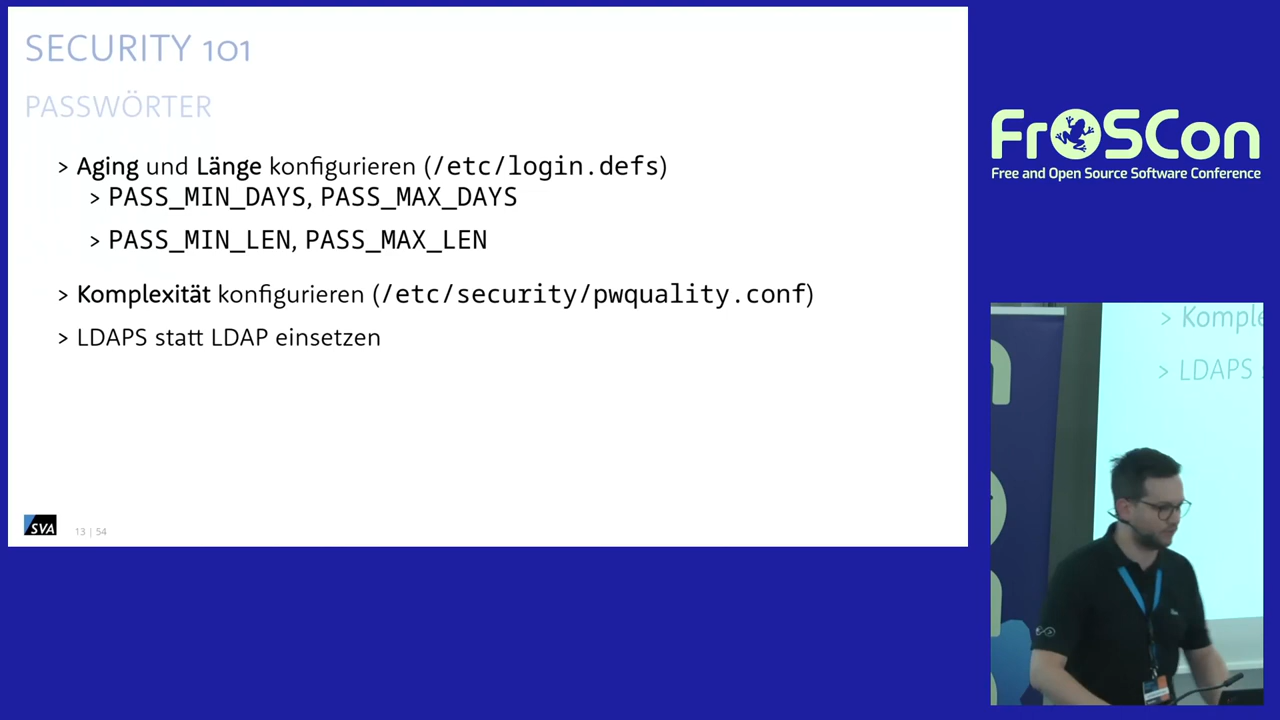 SECURITY 101
PASSWÖRTER
> Aging und Länge konfigurieren (/etc/login.defs)
> PASS_MIN_DAYS, PASS_MAX_DAYS
> PASS_MIN_LEN, PASS_MAX_LEN
> Komplexität konfigurieren (/etc/security/pwquality.conf)
> LDAPS statt LDAP einsetzen
SVA
13 | 54
FrOSCon
Free and Open Source Software Conference
> Komple
> LDAPS